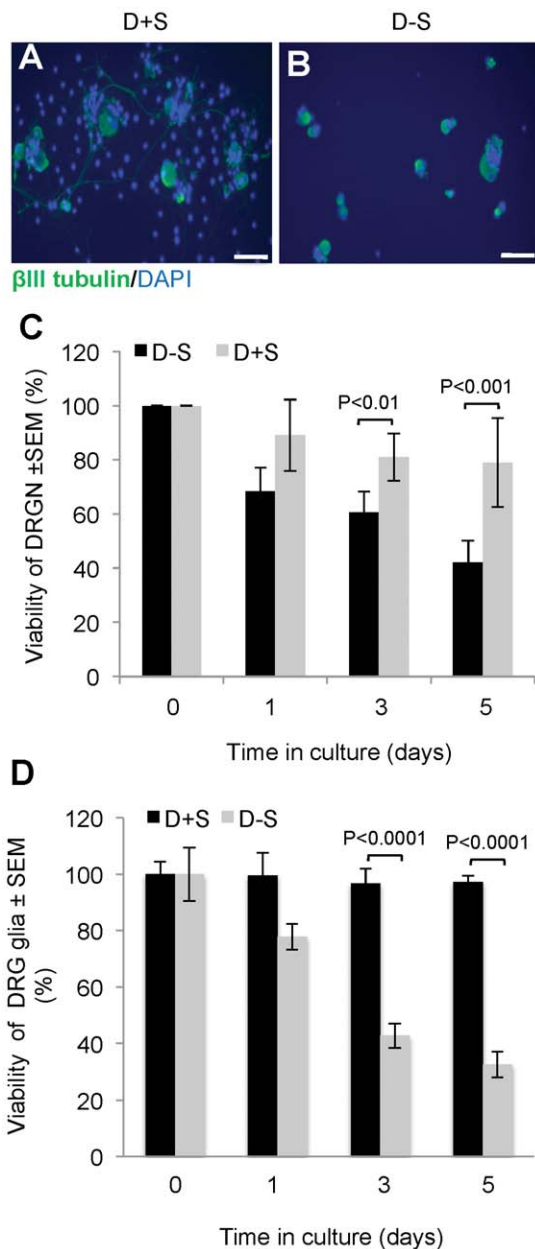 D+S D-S
A B
βIII tubulin/DAPI
C
D-S D+S
P<0.01
P<0.001
120
100
80
60
40
20
0
Viability of DRGN ±SEM (%)
0 1 3 5
Time in culture (days)
D
D+S D-S
P<0.0001 P<0.0001
120
100
80
60
40
20
0
Viability of DRG glia ± SEM
(%)
0 1 3 5
Time in culture (days)